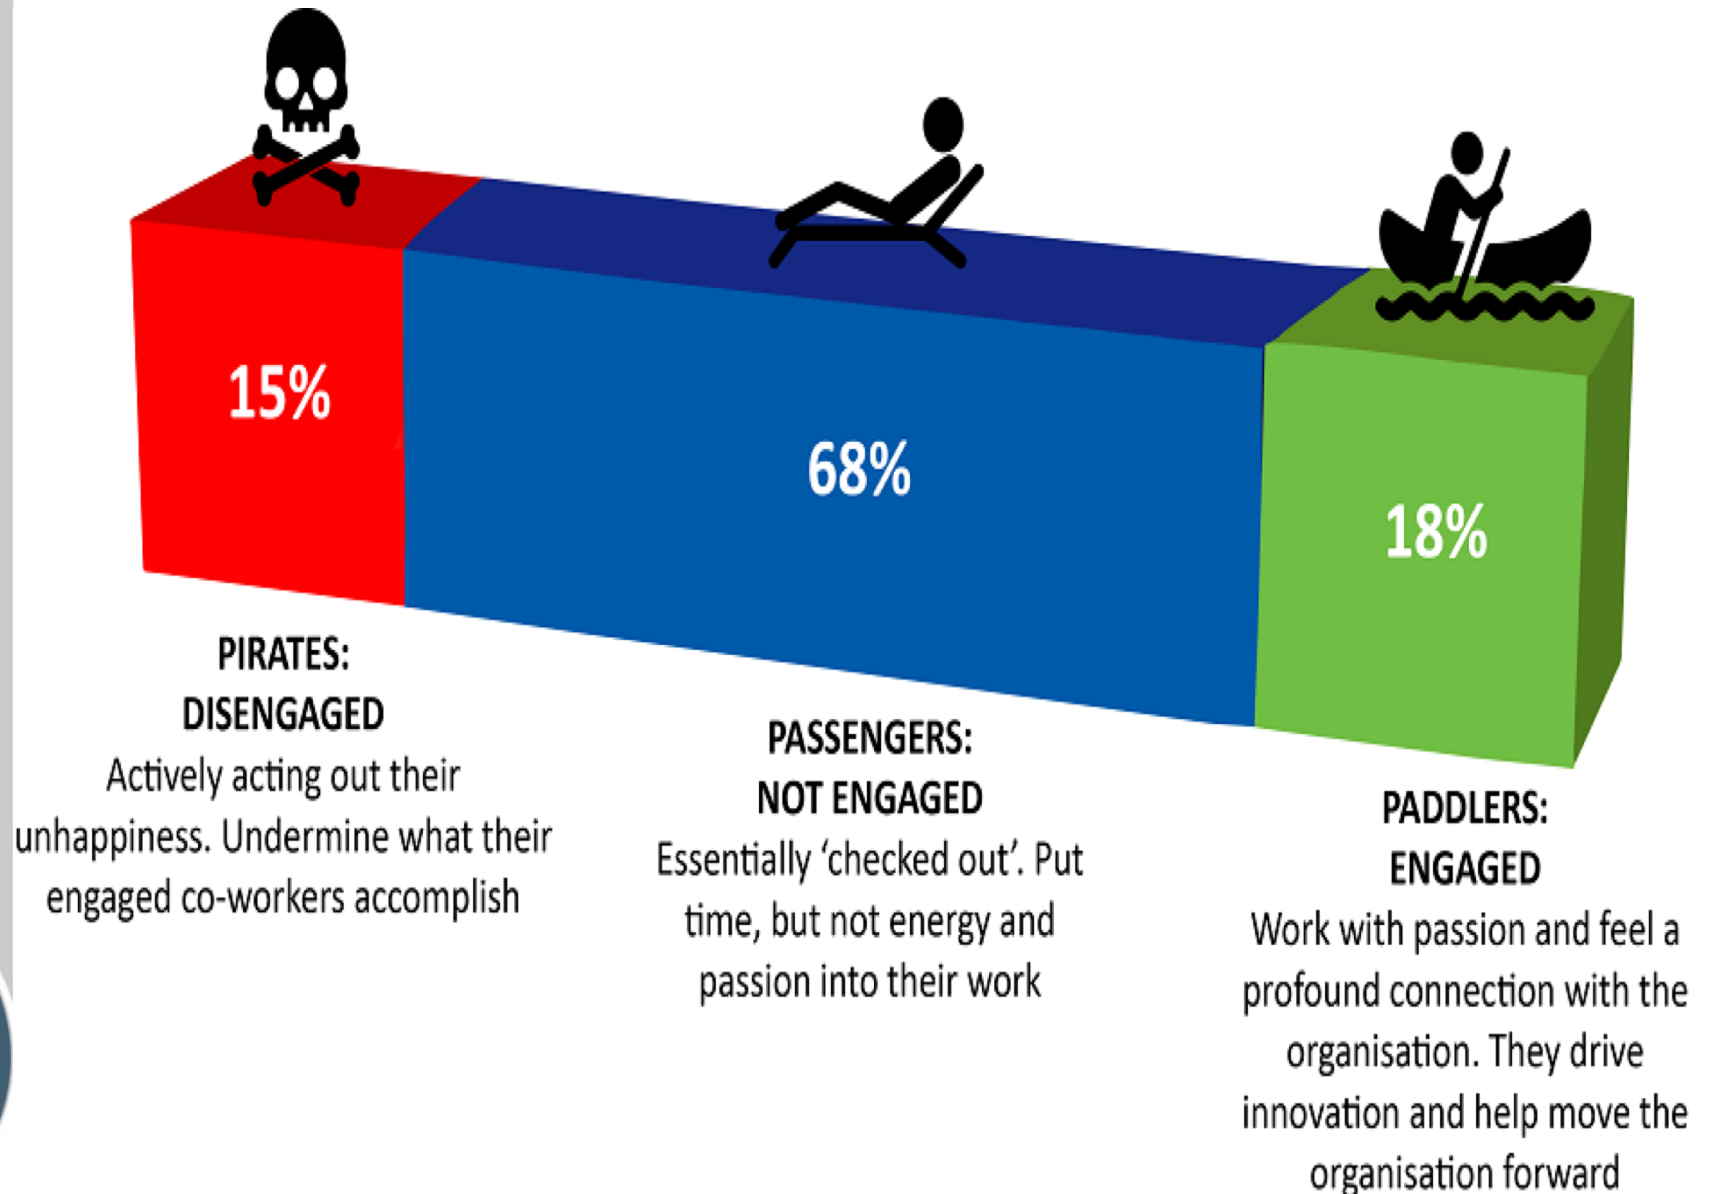 15%
68%
18%
PIRATES:
DISENGAGED
Actively acting out their
unhappiness. Undermine what their
engaged co-workers accomplish
PASSENGERS:
NOT ENGAGED
Essentially ‘checked out’. Put
time, but not energy and
passion into their work
PADDLERS:
ENGAGED
Work with passion and feel a
profound connection with the
organisation. They drive
innovation and help move the
organisation forward